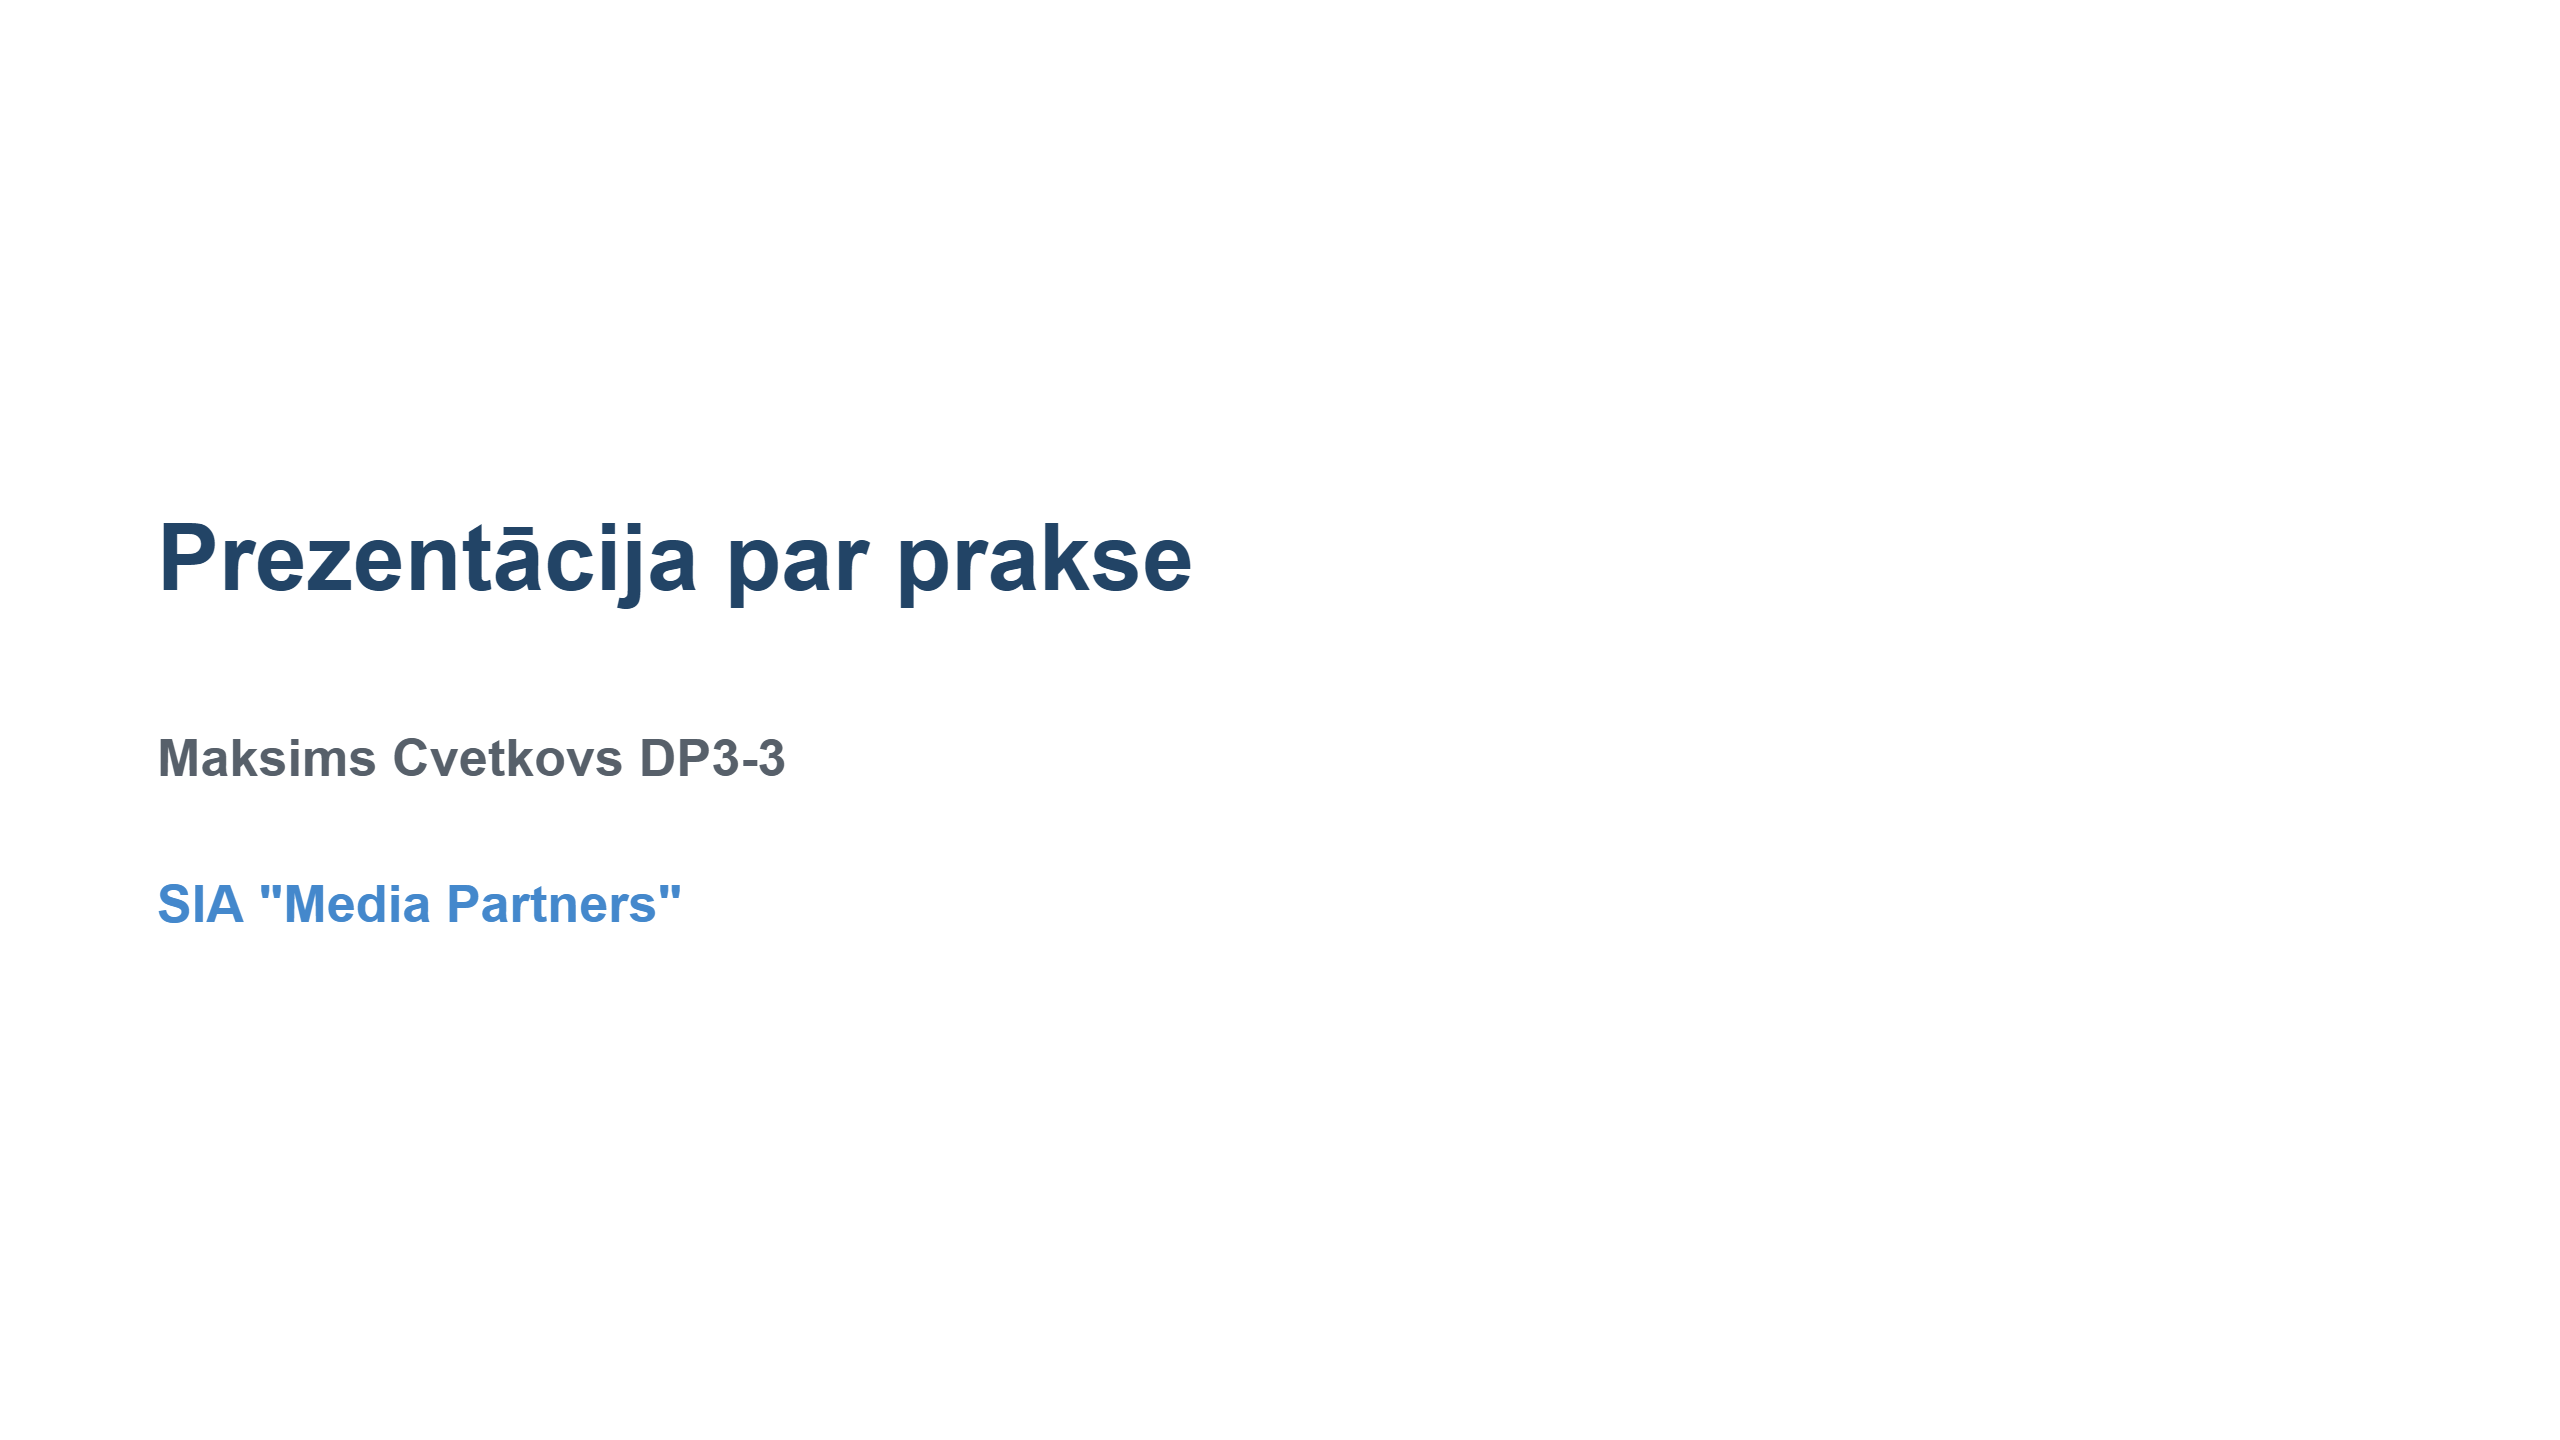 Prezentācija par prakse
Maksims Cvetkovs DP3-3
SIA "Media Partners"